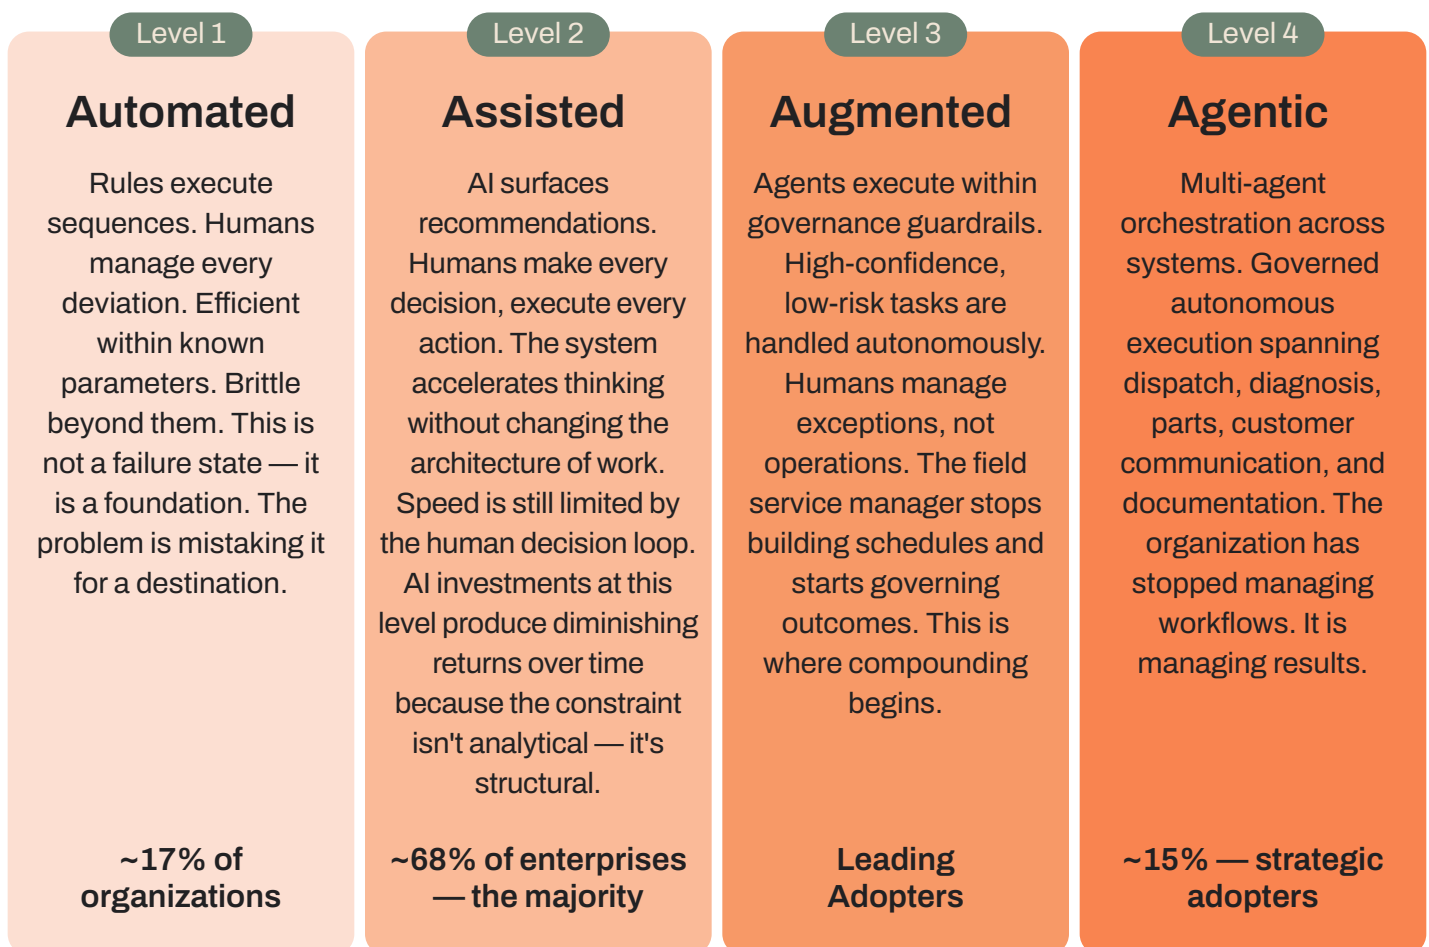 Level 1
Automated
Rules execute
sequences. Humans
manage every
deviation. Efficient
within known
parameters. Brittle
beyond them. This is
not a failure state — it
is a foundation. The
problem is mistaking it
for a destination.
~17% of
organizations
Level 2
Assisted
AI surfaces
recommendations.
Humans make every
decision, execute every
action. The system
accelerates thinking
without changing the
architecture of work.
Speed is still limited by
the human decision loop.
AI investments at this
level produce diminishing
returns over time
because the constraint
isn't analytical — it's
structural.
~68% of enterprises
— the majority
Level 3
Augmented
Agents execute within
governance guardrails.
High-confidence,
low-risk tasks are
handled autonomously.
Humans manage
exceptions, not
operations. The field
service manager stops
building schedules and
starts governing
outcomes. This is
where compounding
begins.
Leading
Adopters
Level 4
Agentic
Multi-agent
orchestration across
systems. Governed
autonomous
execution spanning
dispatch, diagnosis,
parts, customer
communication, and
documentation. The
organization has
stopped managing
workflows. It is
managing results.
~15% — strategic
adopters